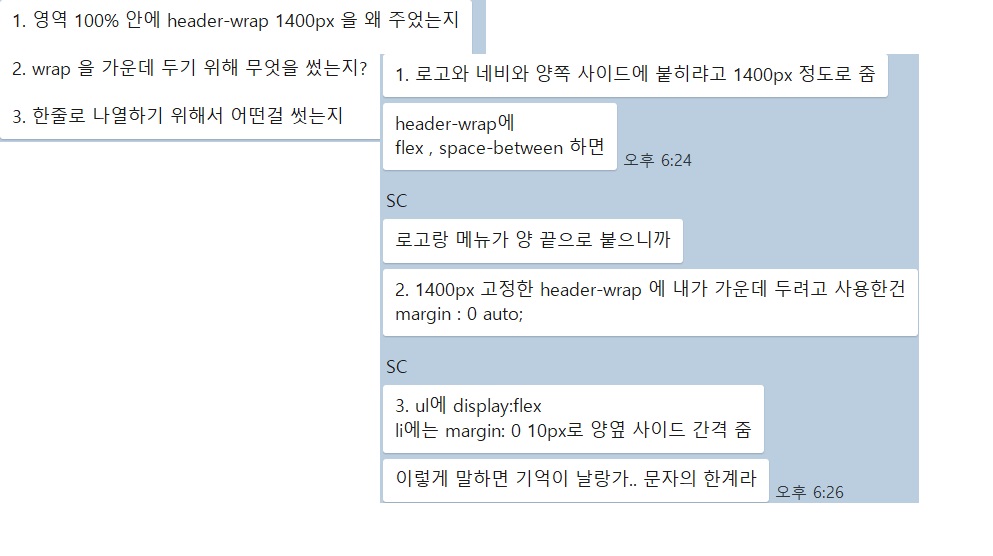 1. 영역 100% 안에 header-wrap 1400px 을 왜 주었는지
2. wrap 을 가운데 두기 위해 무엇을 썼는지?
3. 한줄로 나열하기 위해서 어떤걸 썻는지
1. 로고와 네비와 양쪽 사이드에 붙히랴고 1400px 정도로 줌
header-wrap에
flex , space-between 하면
오후 6:24
SC
로고랑 메뉴가 양 끝으로 붙으니까
2. 1400px 고정한 header-wrap 에 내가 가운데 두려고 사용한건
margin : 0 auto;
SC
3. ul에 display:flex
li에는 margin: 0 10px로 양옆 사이드 간격 줌
이렇게 말하면 기억이 날랑가.. 문자의 한계라
오후 6:26